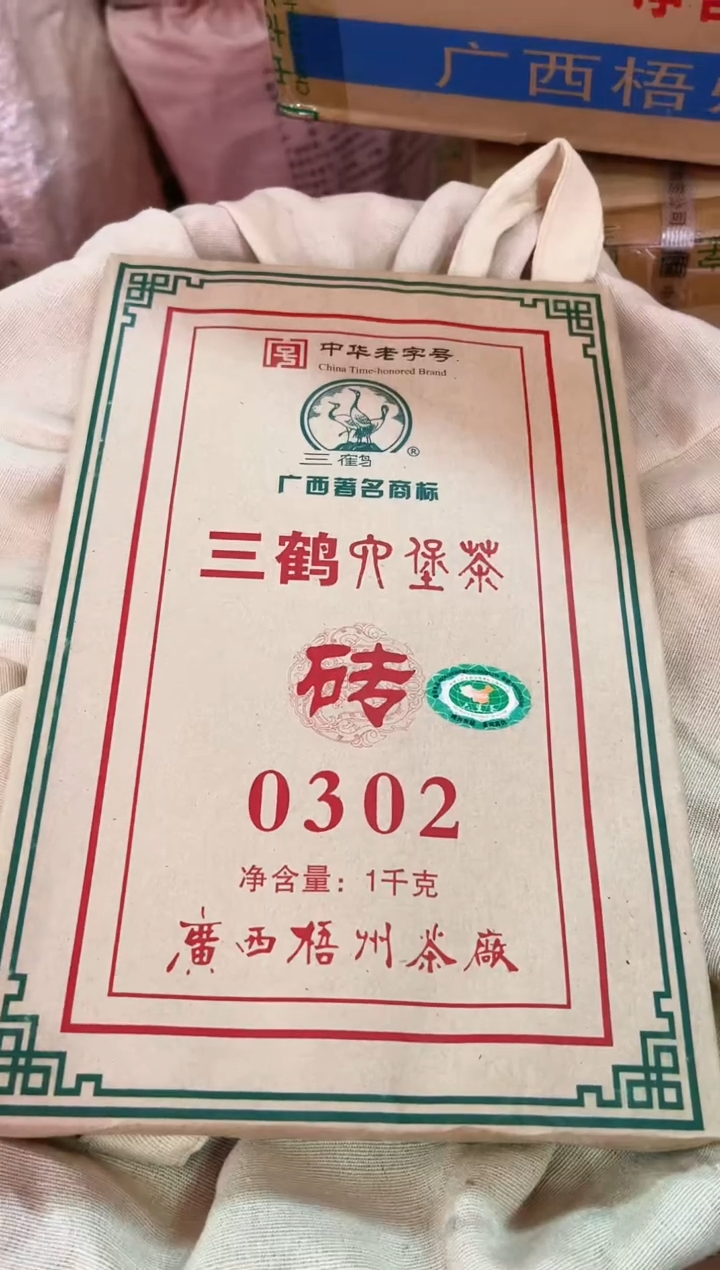 广西梧
号 中华老字号
China Time-honored Brand
三鹤®
广西著名商标
三鹤六堡茶
砖
0302
净含量：1千克
廣西梧州茶廠